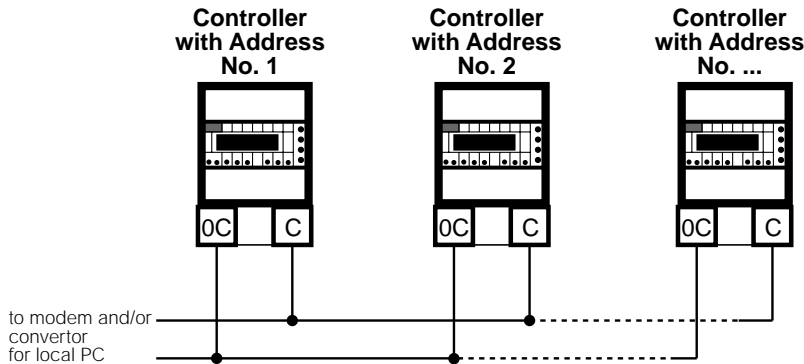 Controller
with Address
No. 1
Controller
with Address
No. 2
Controller
with Address
No. ...
0C C
0C C
0C C
to modem and/or
convertor
for local PC